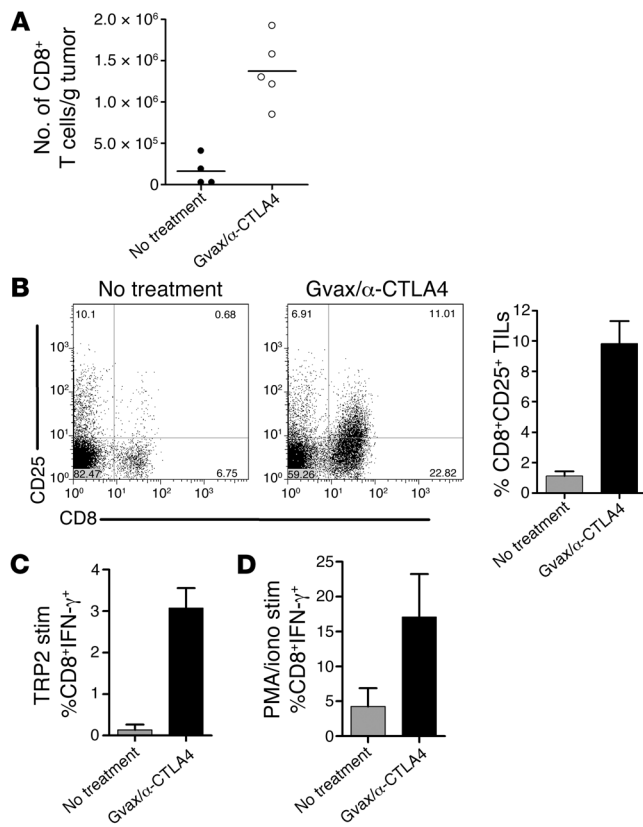 A
No. of CD8⁺
T cells/g tumor
2.0 × 10⁶
1.5 × 10⁶
1.0 × 10⁶
5.0 × 10⁵
0
No treatment
Gvax/α-CTLA4
B
No treatment
Gvax/α-CTLA4
10.1
0.68
82.47
6.75
10³
10²
10¹
10⁰
10⁰
10¹
10²
10³
6.91
11.01
59.26
22.82
10³
10²
10¹
10⁰
10⁰
10¹
10²
10³
CD25
CD8
% CD8⁺CD25⁺ TILs
12
10
8
6
4
2
0
No treatment
Gvax/α-CTLA4
C
TRP2 stim
%CD8⁺IFN-γ⁺
4
3
2
1
0
No treatment
Gvax/α-CTLA4
D
PMA/iono stim
%CD8⁺IFN-γ⁺
25
20
15
10
5
0
No treatment
Gvax/α-CTLA4